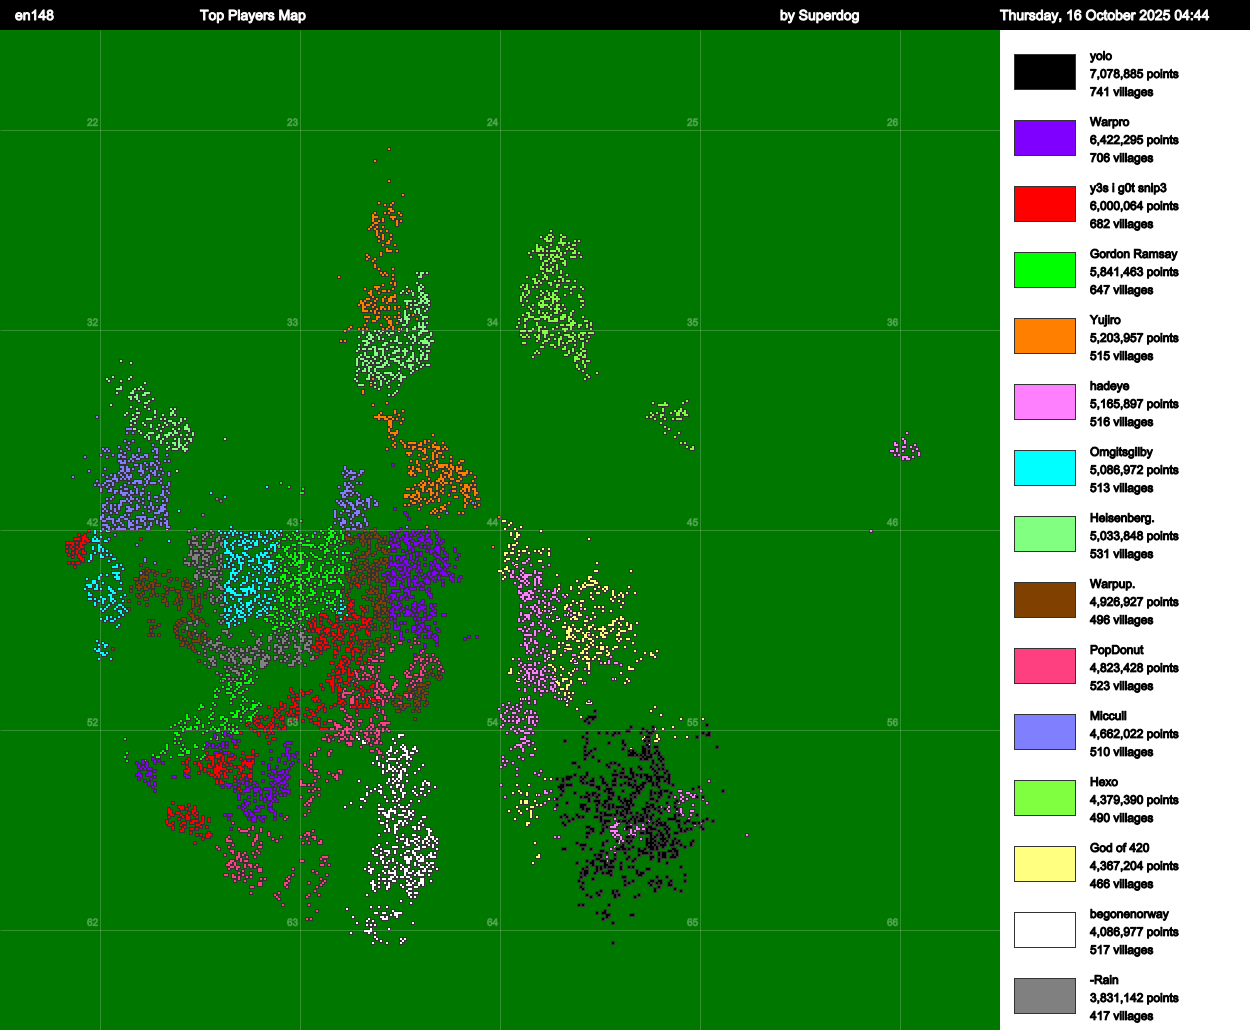 en148 Top Players Map by Superdog Thursday, 16 October 2025 04:44
yolo
7,078,885 points
741 villages
Warpro
6,422,295 points
706 villages
y3s i g0t snip3
6,000,064 points
682 villages
Gordon Ramsay
5,841,463 points
647 villages
Yujiro
5,203,957 points
515 villages
hadeye
5,165,897 points
516 villages
Omgitsgilby
5,086,972 points
513 villages
Heisenberg.
5,033,848 points
531 villages
Warpup.
4,926,927 points
496 villages
PopDonut
4,823,428 points
523 villages
Miccull
4,662,022 points
510 villages
Hexo
4,379,390 points
490 villages
God of 420
4,367,204 points
466 villages
begonenorway
4,086,977 points
517 villages
-Rain
3,831,142 points
417 villages
22 23 24 25 26
32 33 34 35 36
42 43 44 45 46
52 53 54 55 56
62 63 64 65 66